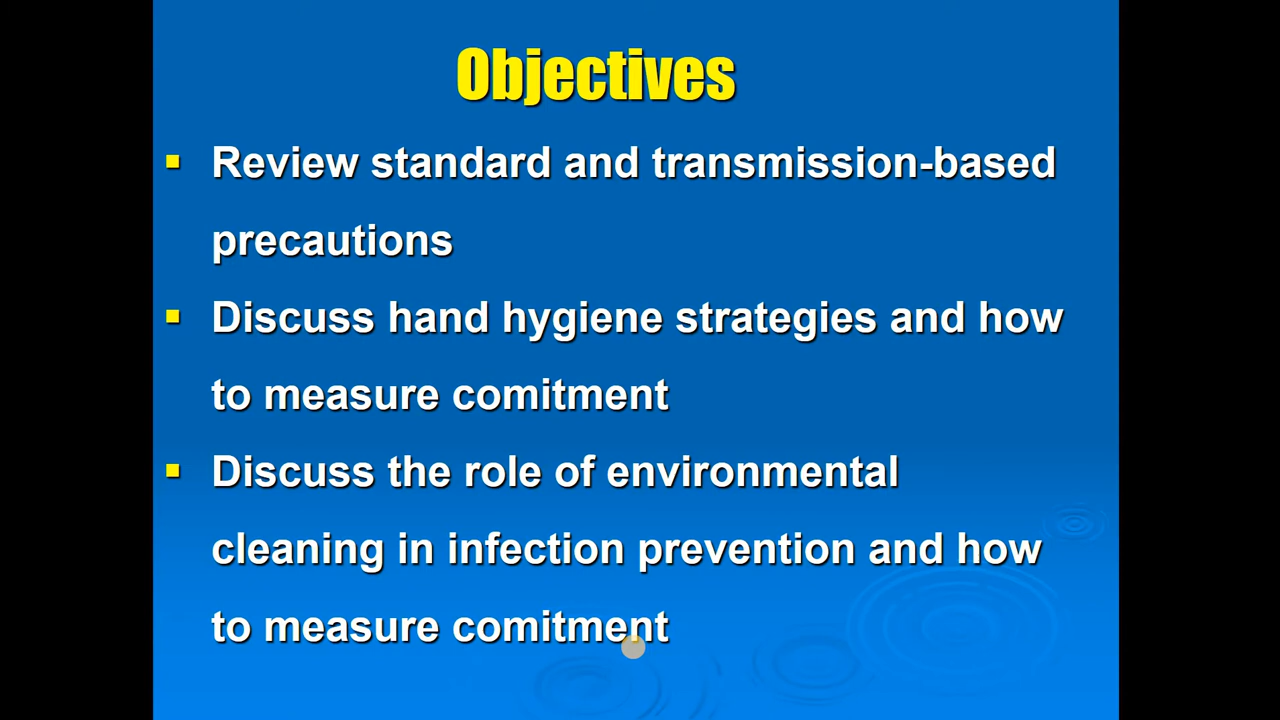 Objectives
Review standard and transmission-based
precautions
Discuss hand hygiene strategies and how
to measure comitment
Discuss the role of environmental
cleaning in infection prevention and how
to measure comitment